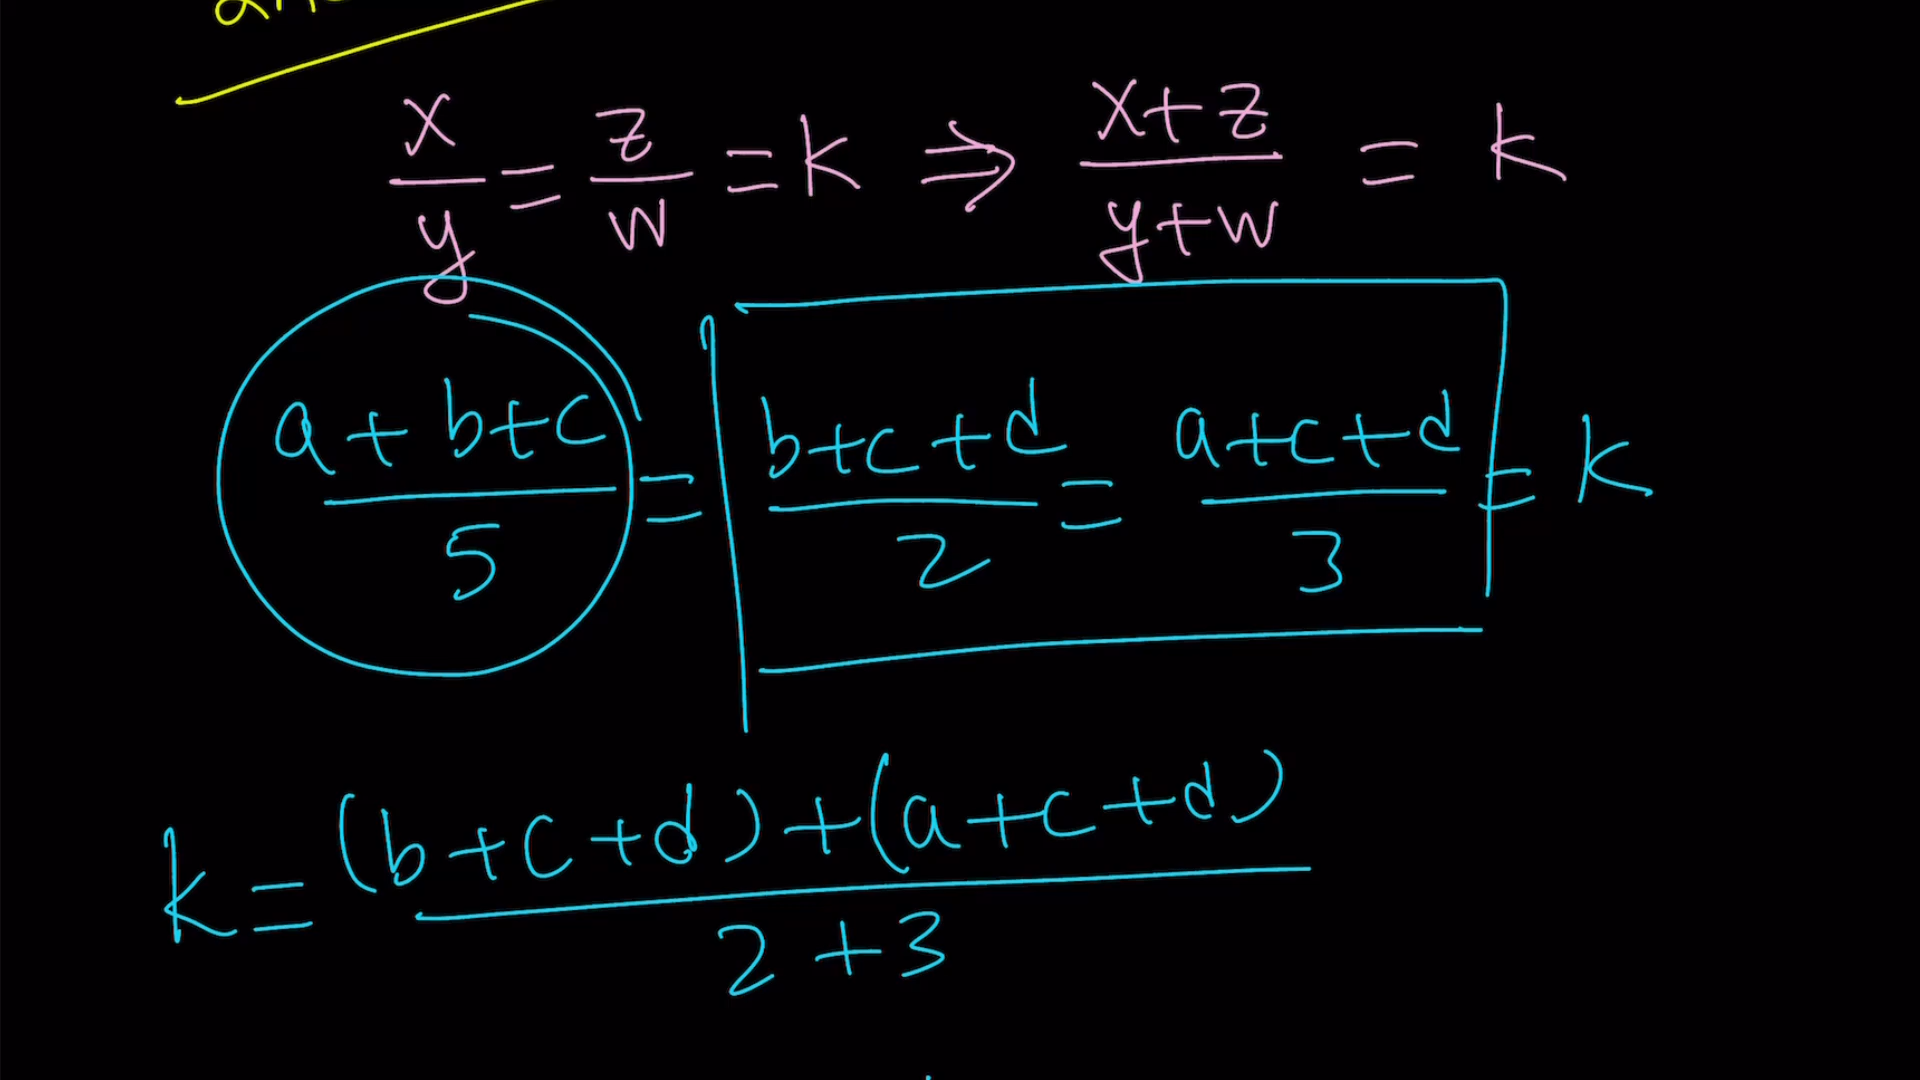 x/y = z/w = k ⇒ (x+z)/(y+w) = k
(a+b+c)/5 = (b+c+d)/2 = (a+c+d)/3 = k
k = ((b+c+d)+(a+c+d))/(2+3)